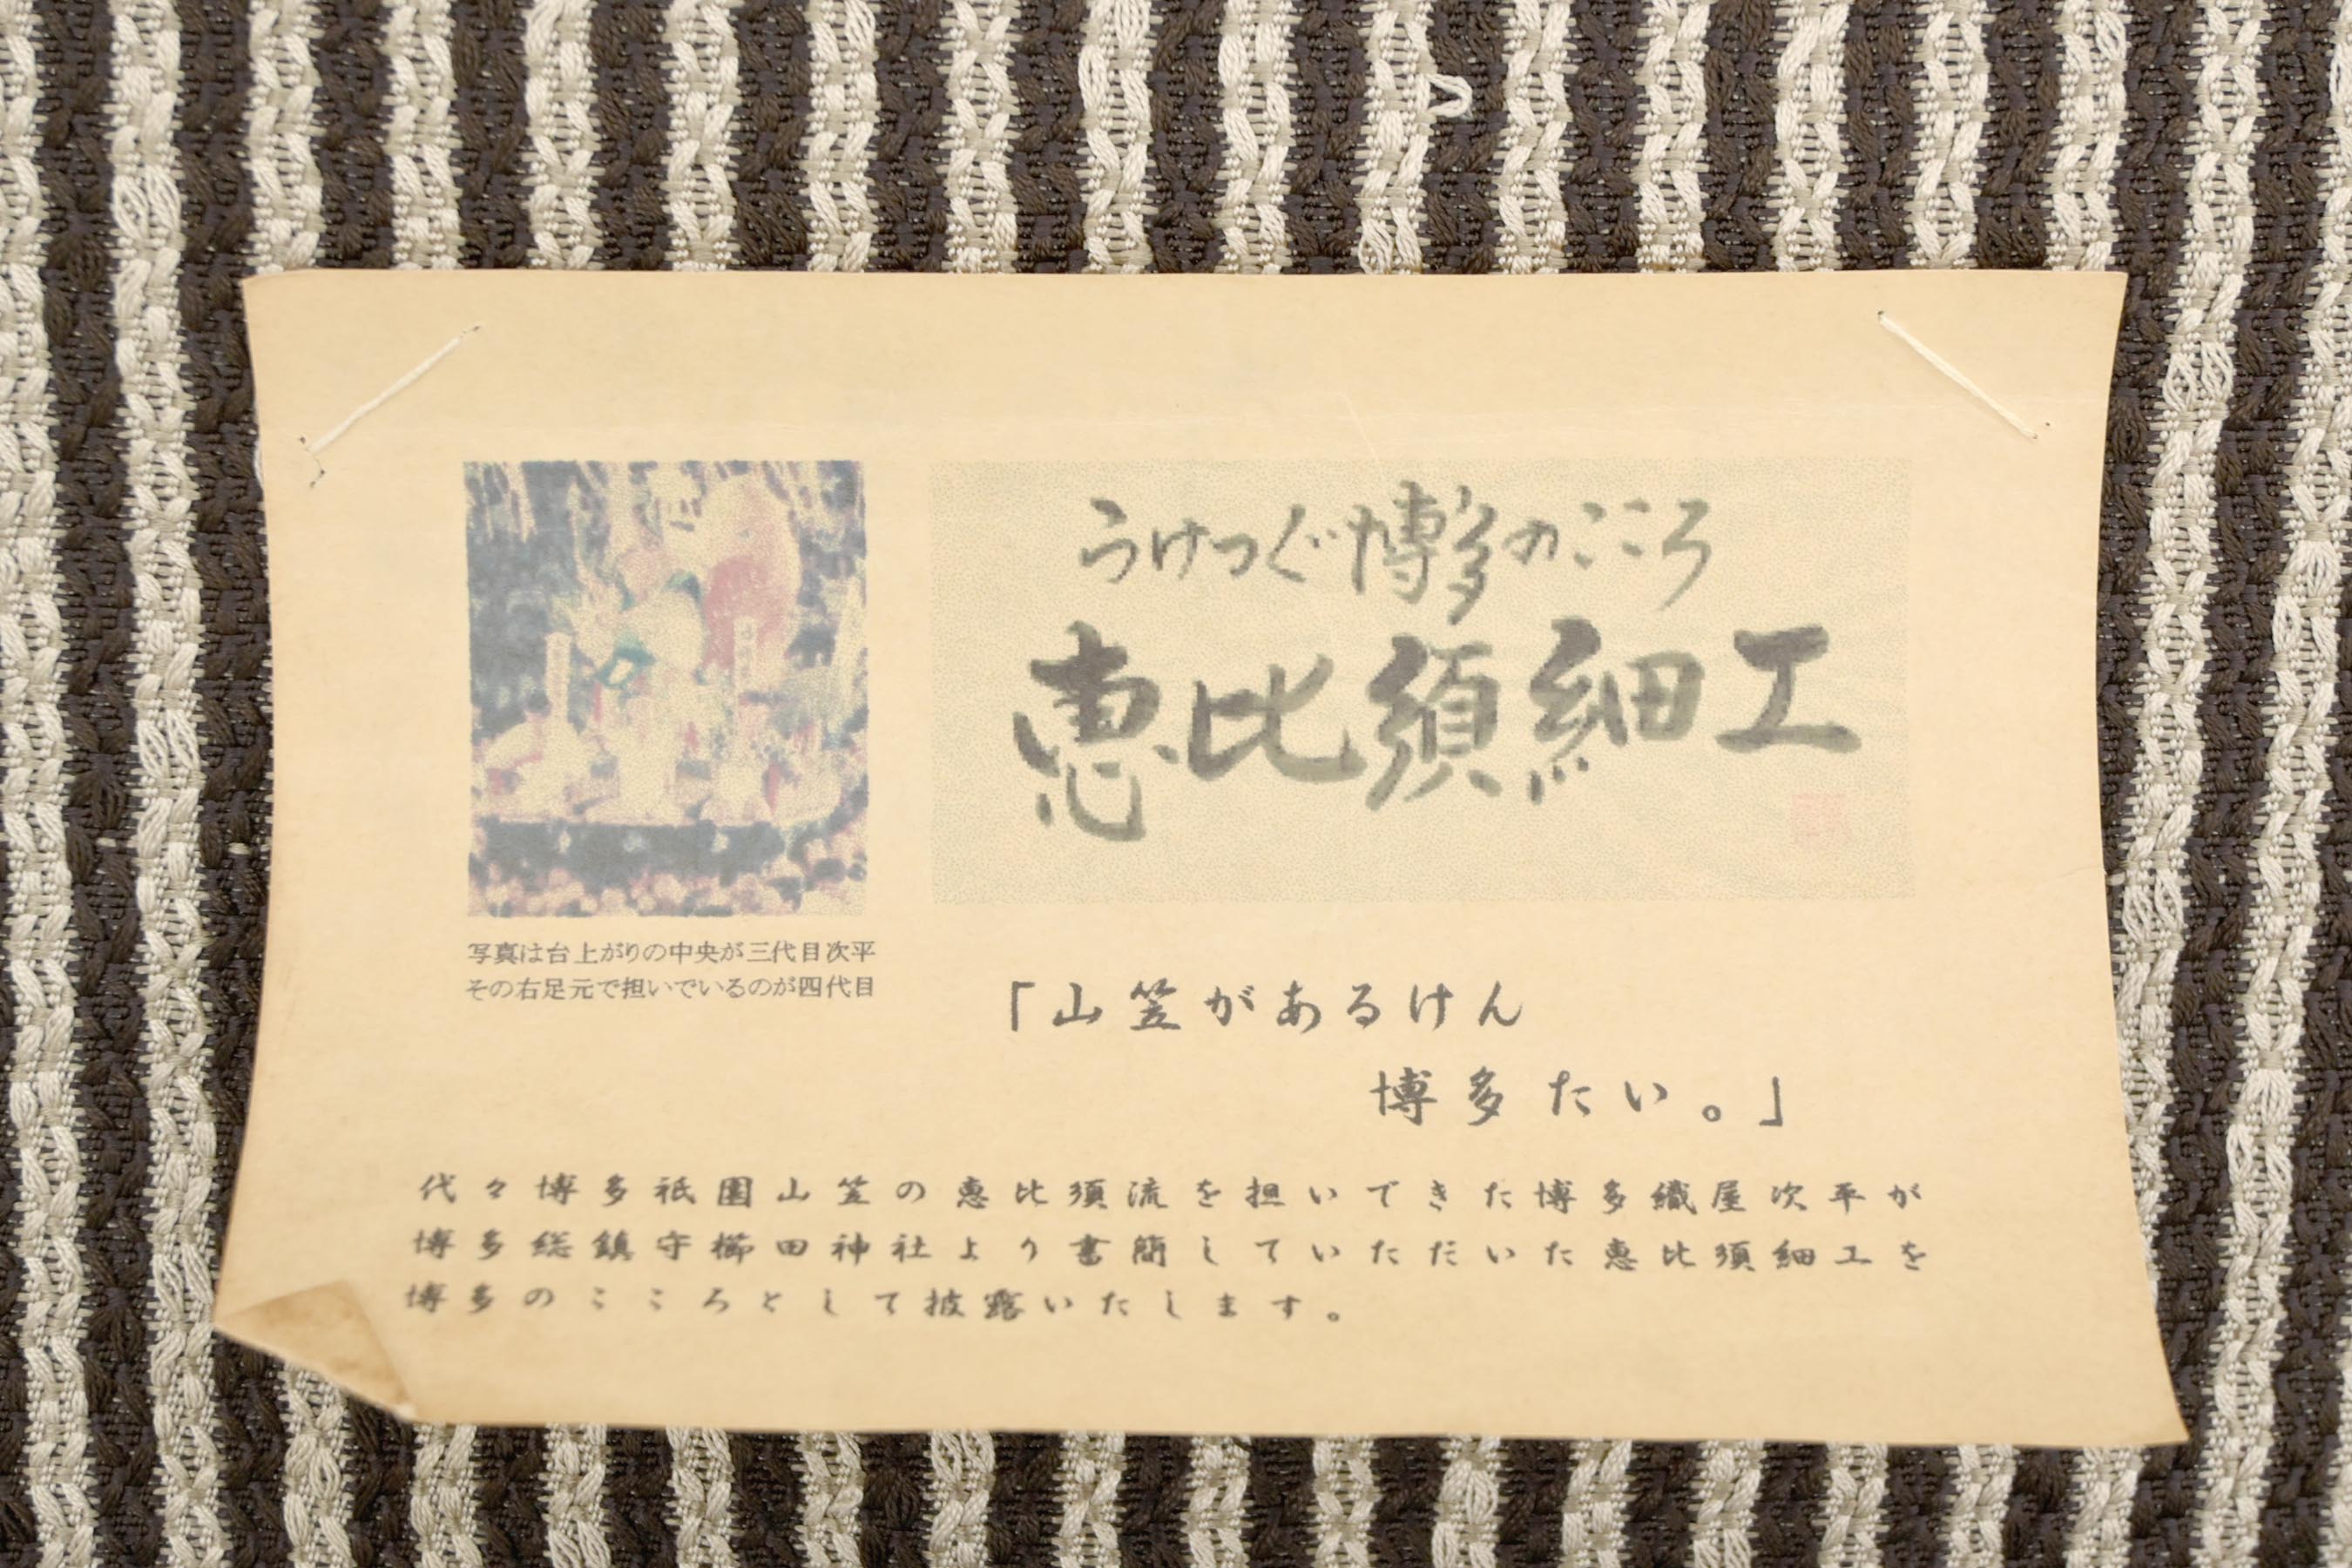 うけつぐ博多のこころ
恵比須細工
写真は台上がりの中央が三代目次平
その右足元で担いでいるのが四代目
「山笠があるけん
博多たい。」
代々博多祇園山笠の恵比須流を担いできた博多織屋次平が
博多総鎮守櫛田神社より書簡していただいた恵比須細工を
博多のこころとして披露いたします。